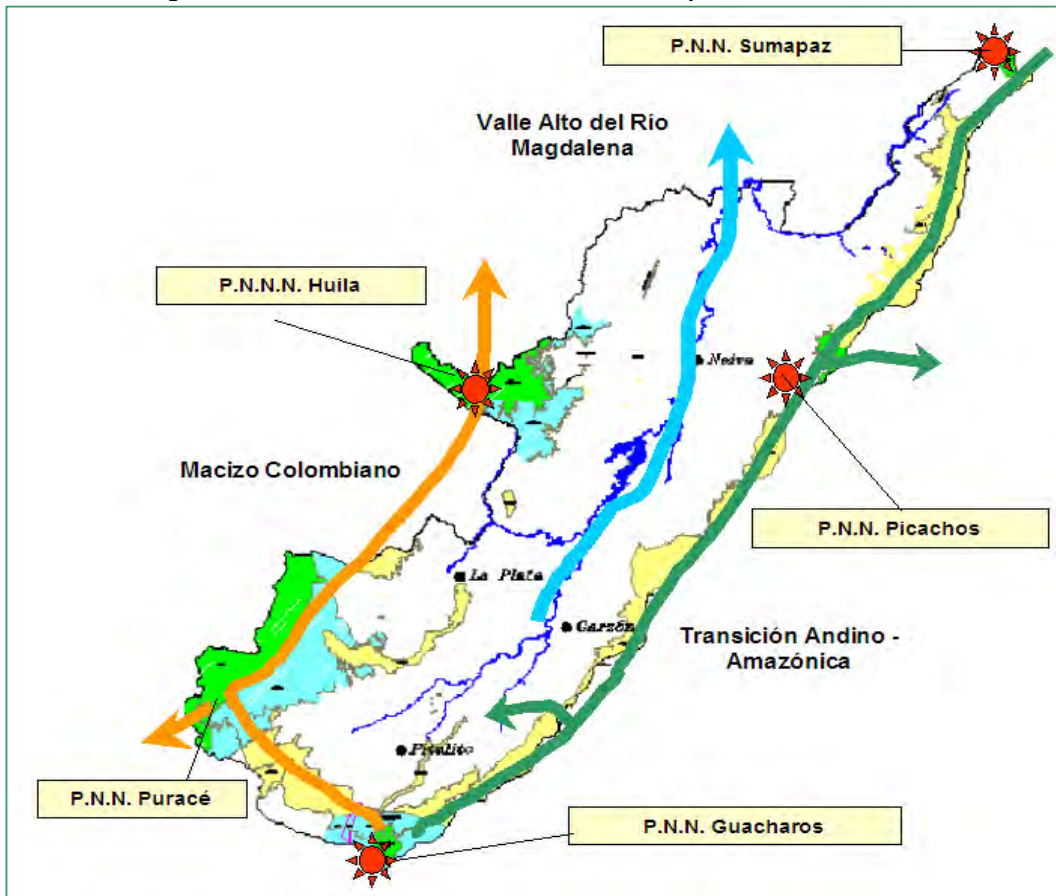 P.N.N. Sumapaz
Valle Alto del Río
Magdalena
P.N.N.N. Huila
Neiva
Macizo Colombiano
P.N.N. Picachos
La Plata
Garzón
Transición Andino -
Amazónica
Pitalito
P.N.N. Puracé
P.N.N. Guacharos